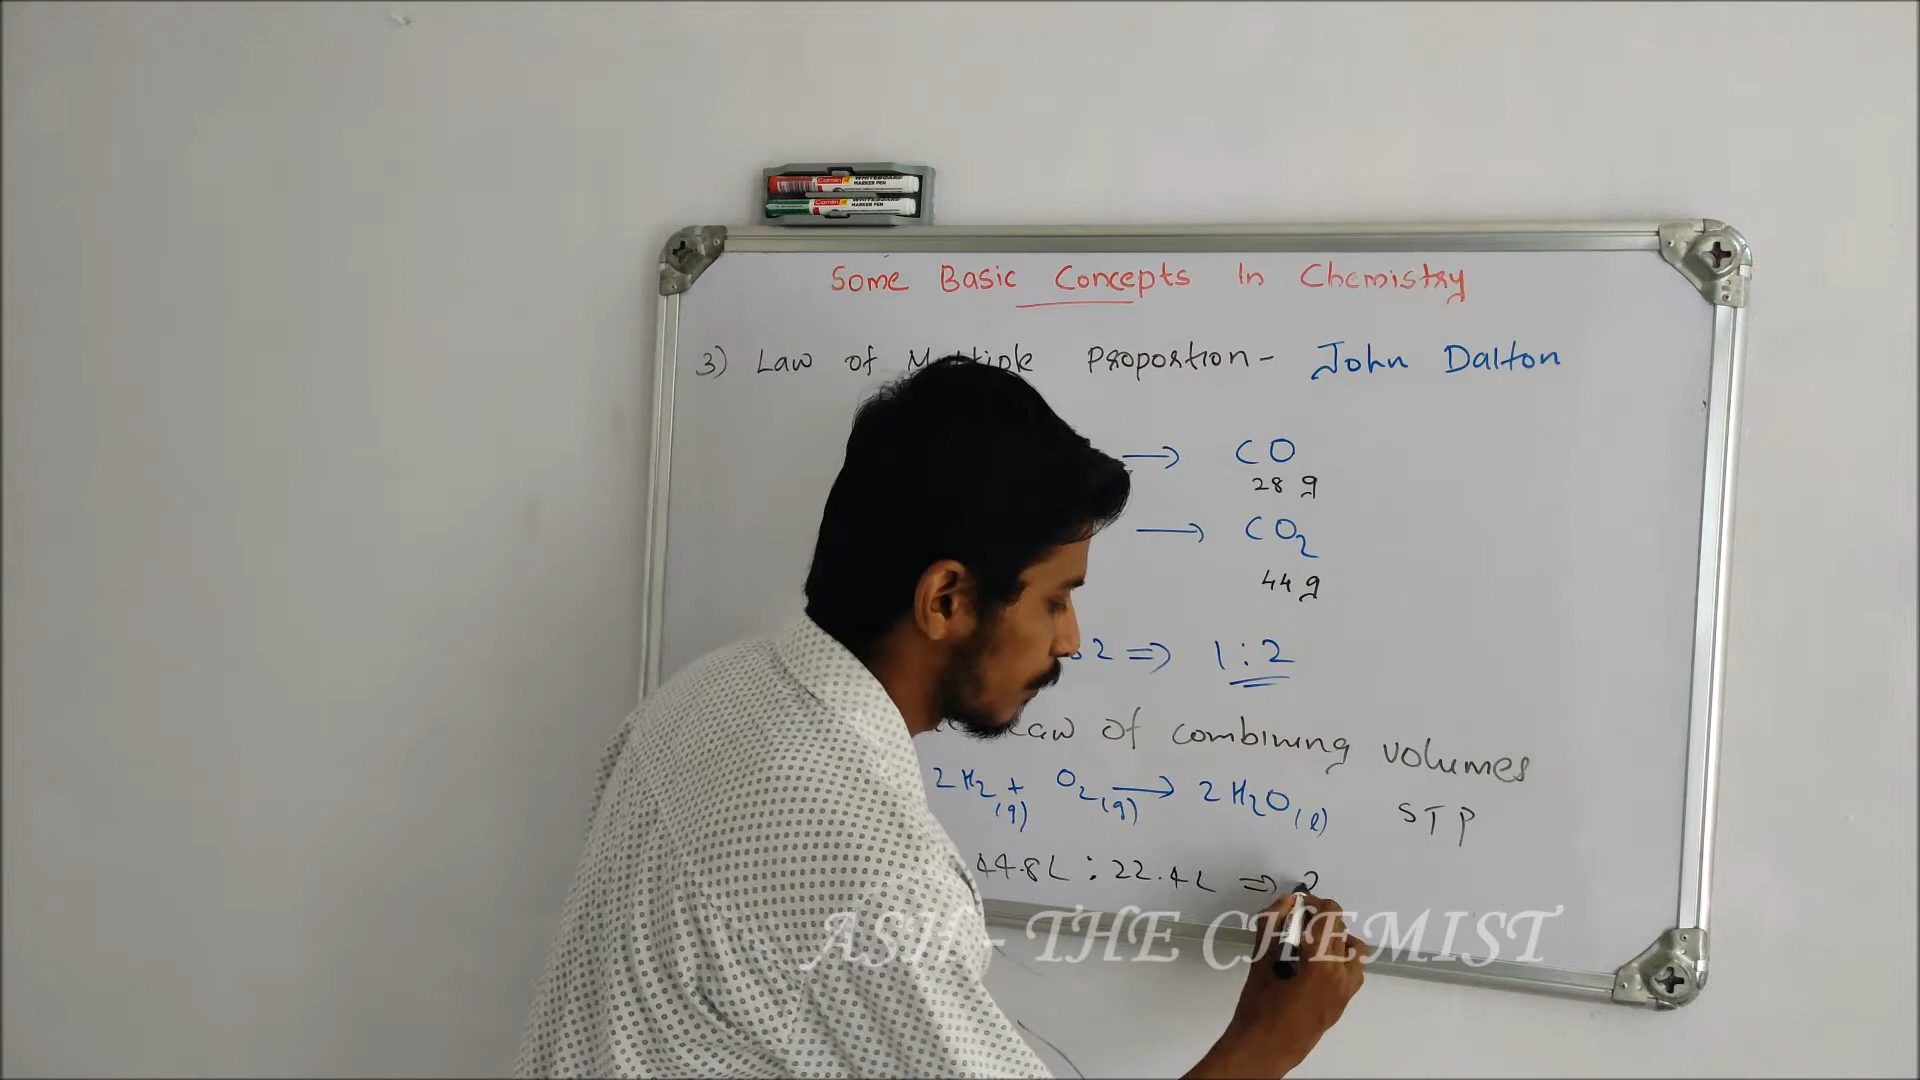 Camlin WHITEBOARD MARKER PEN
Camlin WHITEBOARD MARKER PEN
Some Basic Concepts In Chemistry
3) Law of Proportion - John Dalton
→ CO
28 g
→ CO2
44 g
2 ⇒ 1:2
Law of combining volumes
2H2 (g) + O2 (g) → 2H2O (l) STP
44.8L : 22.4L ⇒
ASH - THE CHEMIST